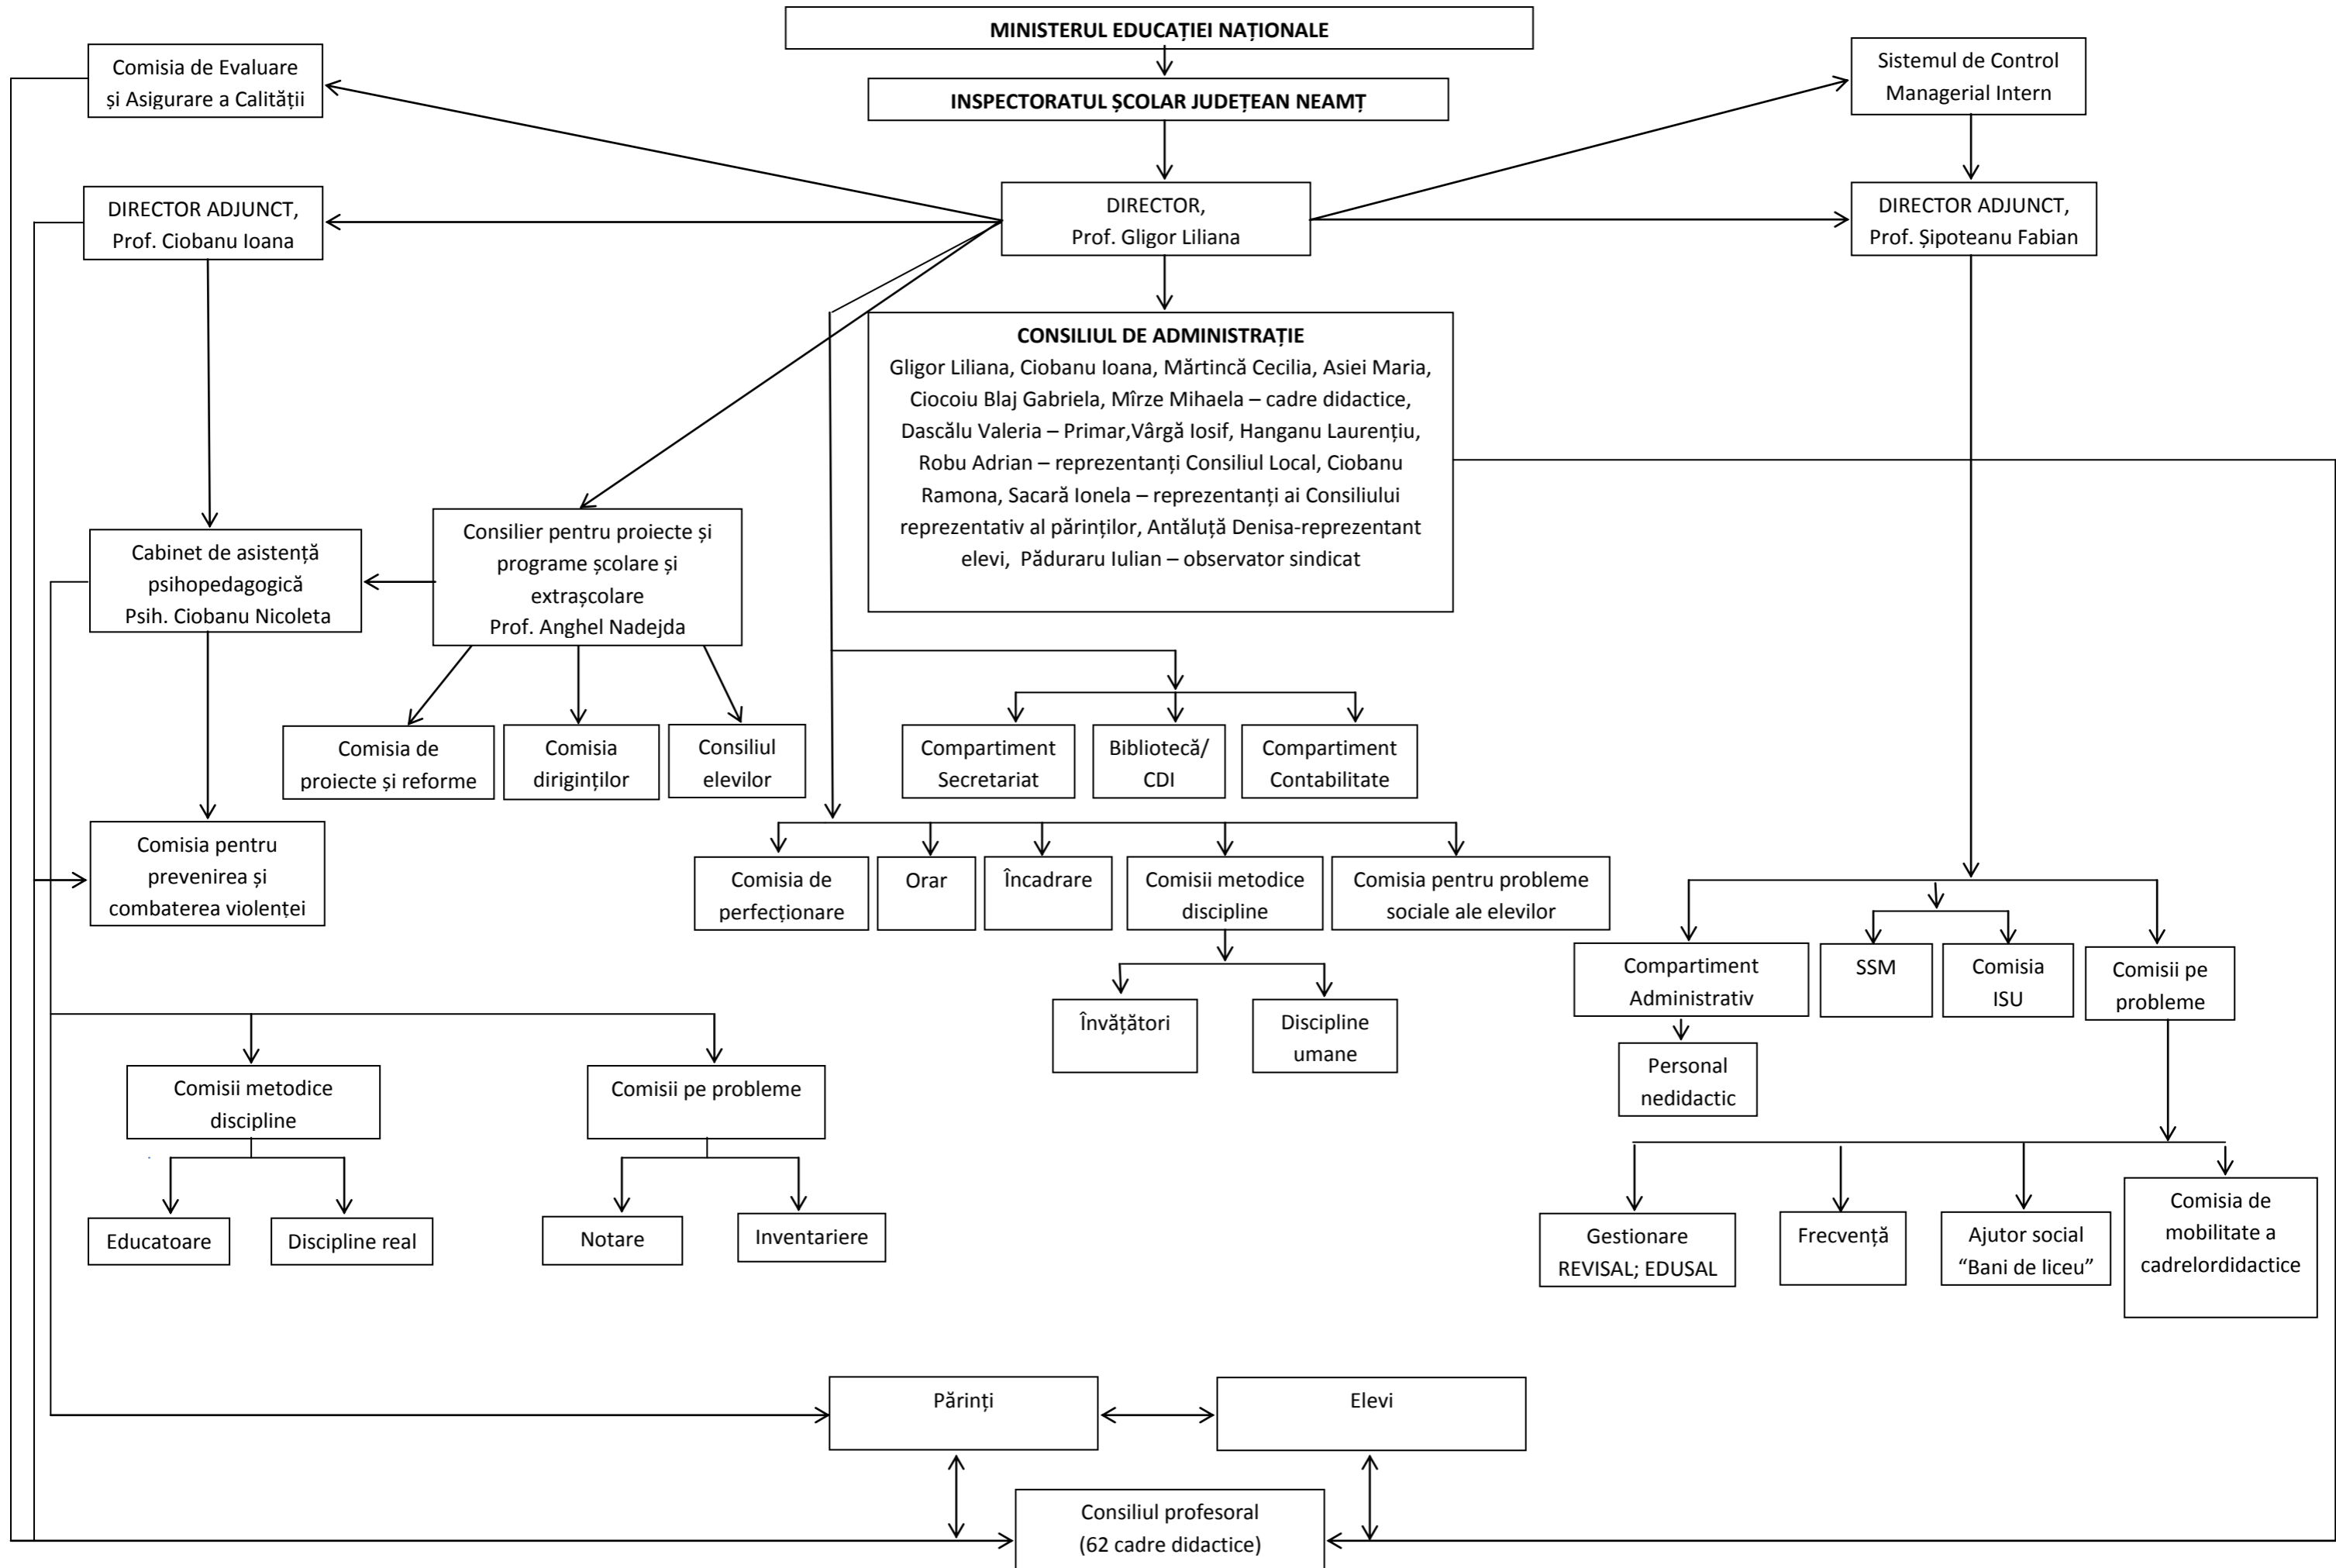 MINISTERUL EDUCAȚIEI NAȚIONALE
Comisia de Evaluare
și Asigurare a Calității
INSPECTORATUL ȘCOLAR JUDEȚEAN NEAMȚ
Sistemul de Control
Managerial Intern
DIRECTOR ADJUNCT,
Prof. Ciobanu Ioana
DIRECTOR,
Prof. Gligor Liliana
DIRECTOR ADJUNCT,
Prof. Șipoteanu Fabian
CONSILIUL DE ADMINISTRAȚIE
Gligor Liliana, Ciobanu Ioana, Mărtincă Cecilia, Asiei Maria,
Ciocoiu Blaj Gabriela, Mîrze Mihaela – cadre didactice,
Dascălu Valeria – Primar,Vârgă Iosif, Hanganu Laurențiu,
Robu Adrian – reprezentanți Consiliul Local, Ciobanu
Ramona, Sacară Ionela – reprezentanți ai Consiliului
reprezentativ al părinților, Antăluță Denisa-reprezentant
elevi, Păduraru Iulian – observator sindicat
Cabinet de asistență
psihopedagogică
Psih. Ciobanu Nicoleta
Consilier pentru proiecte și
programe școlare și
extrașcolare
Prof. Anghel Nadejda
Comisia de
proiecte și reforme
Comisia
diriginților
Consiliul
elevilor
Compartiment
Secretariat
Bibliotecă/
CDI
Compartiment
Contabilitate
Comisia pentru
prevenirea și
combaterea violenței
Comisia de
perfecționare
Orar
Încadrare
Comisii metodice
discipline
Comisia pentru probleme
sociale ale elevilor
Compartiment
Administrativ
SSM
Comisia
ISU
Comisii pe
probleme
Învățători
Discipline
umane
Personal
nedidactic
Comisii metodice
discipline
Comisii pe probleme
Educatoare
Discipline real
Notare
Inventariere
Gestionare
REVISAL; EDUSAL
Frecvență
Ajutor social
“Bani de liceu”
Comisia de
mobilitate a
cadrelordidactice
Părinți
Elevi
Consiliul profesoral
(62 cadre didactice)